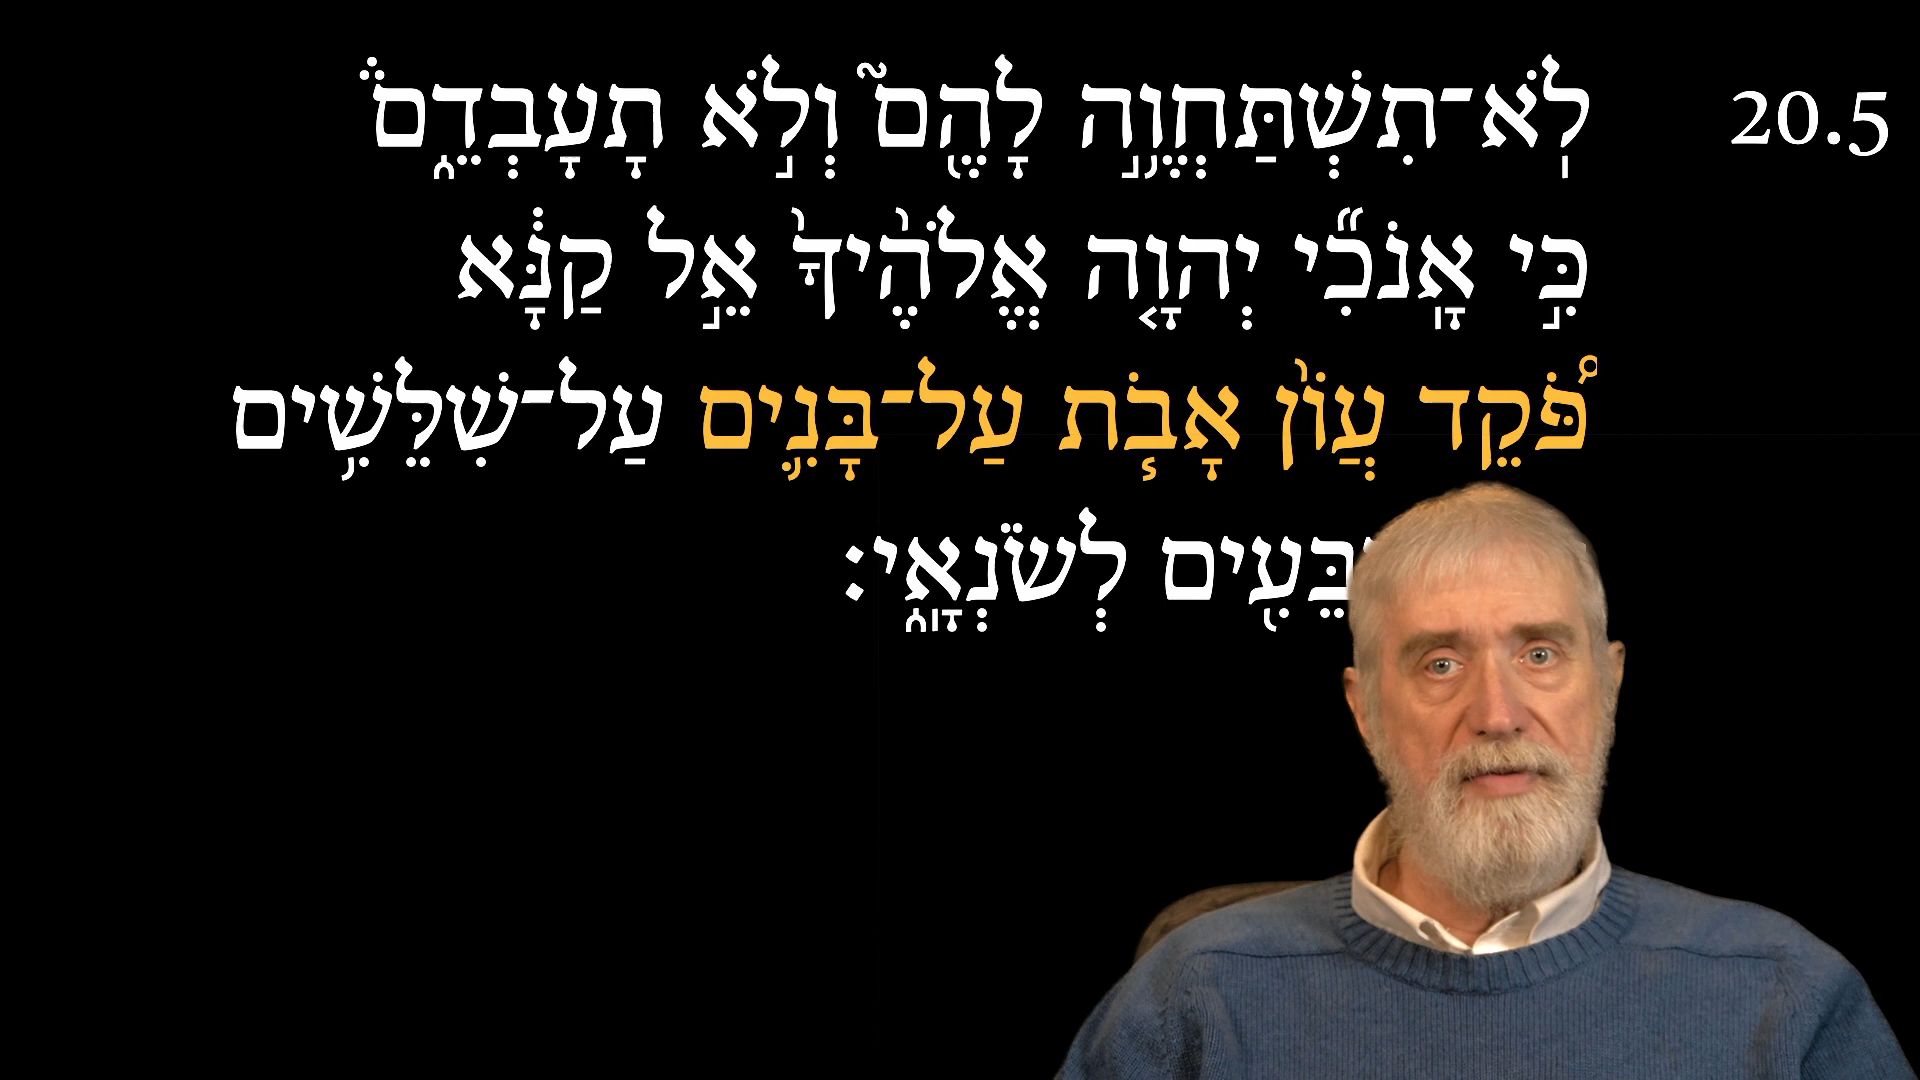 לֹֽא־תִשְׁתַּחֲוֶ֣֥ה לָהֶ֖ם֮ וְלֹ֣א תָעָבְדֵ֑ם֒ 20.5
כִּ֣י אָֽנֹכִ֞י יְהוָ֤ה אֱלֹהֶ֙יךָ֙ אֵ֣ל קַנָּ֔א
פֹּ֠קֵד עֲוֺ֨ן אָבֹ֧ת עַל־בָּנִ֛ים עַל־שִׁלֵּשִׁ֥ים
לְשֹׂנְאָֽ֑י׃